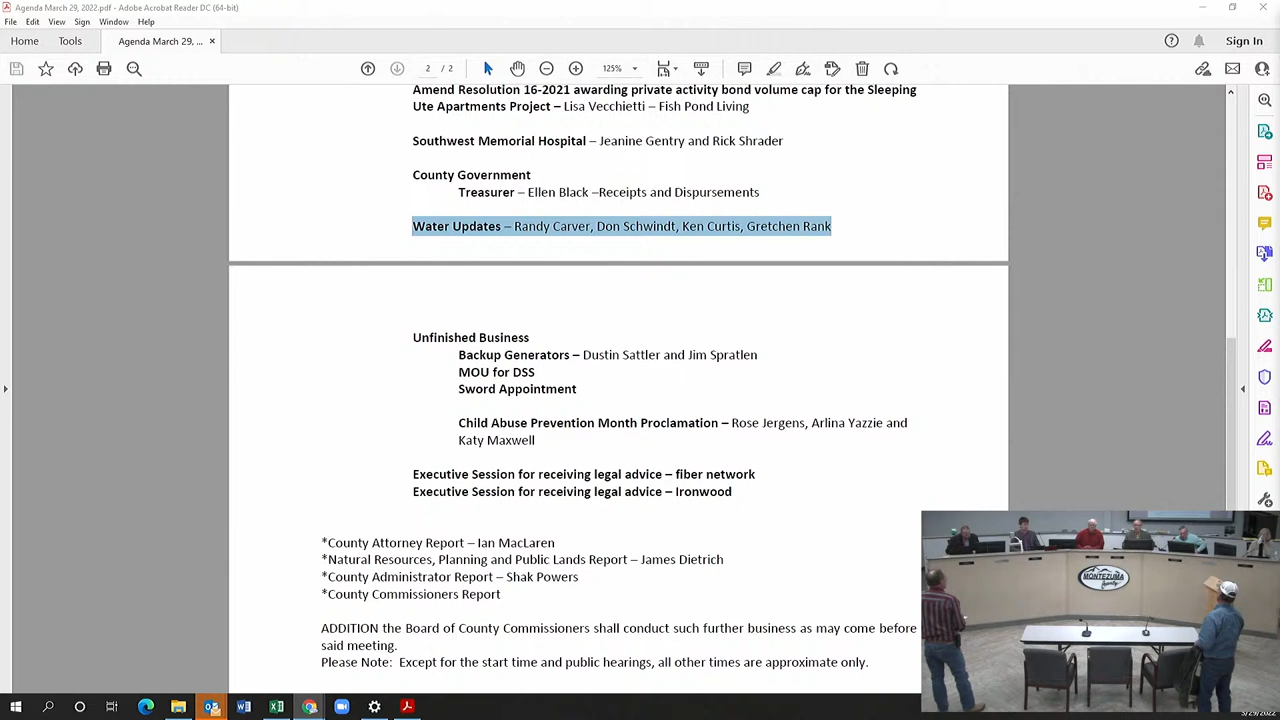 Agenda March 29, 2022.pdf - Adobe Acrobat Reader DC (64-bit)
File Edit View Sign Window Help
Home Tools Agenda March 29, ... × Sign In
2 / 2 125%
Amend Resolution 16-2021 awarding private activity bond volume cap for the Sleeping
Ute Apartments Project – Lisa Vecchietti – Fish Pond Living
Southwest Memorial Hospital – Jeanine Gentry and Rick Shrader
County Government
Treasurer – Ellen Black –Receipts and Dispursements
Water Updates – Randy Carver, Don Schwindt, Ken Curtis, Gretchen Rank
Unfinished Business
Backup Generators – Dustin Sattler and Jim Spratlen
MOU for DSS
Sword Appointment
Child Abuse Prevention Month Proclamation – Rose Jergens, Arlina Yazzie and
Katy Maxwell
Executive Session for receiving legal advice – fiber network
Executive Session for receiving legal advice – Ironwood
*County Attorney Report – Ian MacLaren
*Natural Resources, Planning and Public Lands Report – James Dietrich
*County Administrator Report – Shak Powers
*County Commissioners Report
ADDITION the Board of County Commissioners shall conduct such further business as may come before
said meeting.
Please Note:  Except for the start time and public hearings, all other times are approximate only.
MONTEZUMA
County
3/29/2022